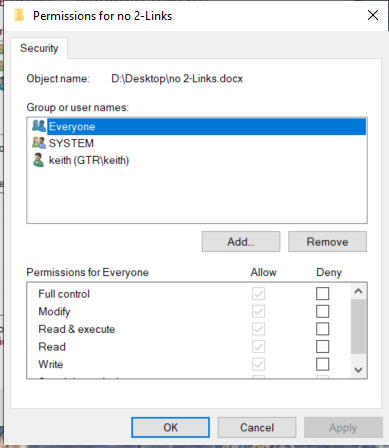 Permissions for no 2-Links
Security
Object name: D:\Desktop\no 2-Links.docx
Group or user names:
Everyone
SYSTEM
keith (GTR\keith)
Add... Remove
Permissions for Everyone Allow Deny
Full control
Modify
Read & execute
Read
Write
OK Cancel Apply